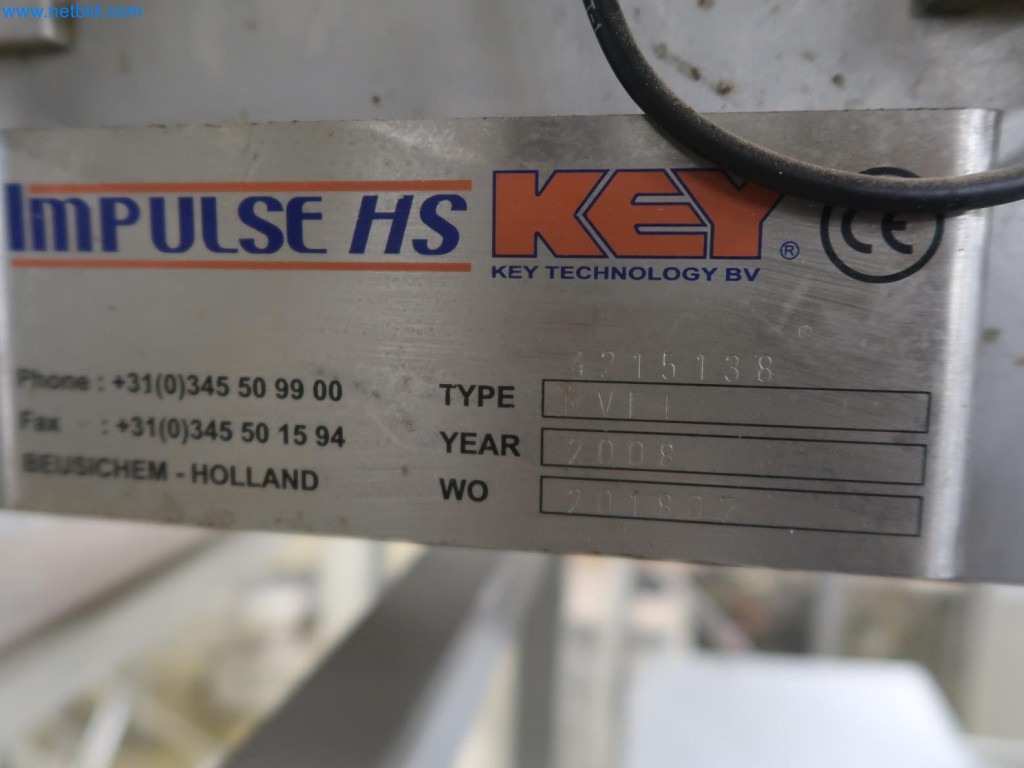 www.netbid.com
IMPULSE HS
KEY ®
KEY TECHNOLOGY BV
CE
4215138
Phone : +31(0)345 50 99 00
Fax : +31(0)345 50 15 94
BEUSICHEM - HOLLAND
TYPE
YEAR 2008
WO